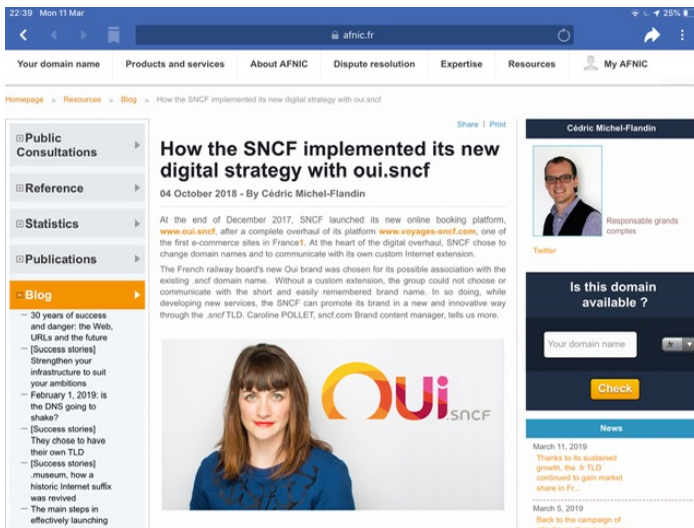 22:39 Mon 11 Mar
25%
afnic.fr
Your domain name
Products and services
About AFNIC
Dispute resolution
Expertise
Resources
My AFNIC
Homepage > Resources > Blog > How the SNCF implemented its new digital strategy with oui.sncf
Public
Consultations
Reference
Statistics
Publications
Blog
30 years of success
and danger: the Web,
URLs and the future
[Success stories]
Strengthen your
infrastructure to suit
your ambitions
February 1, 2019: is
the DNS going to
shake?
[Success stories]
They chose to have
their own TLD
[Success stories]
.museum, how a
historic Internet suffix
was revived
The main steps in
effectively launching
Share | Print
How the SNCF implemented its new
digital strategy with oui.sncf
04 October 2018 - By Cédric Michel-Flandin
At the end of December 2017, SNCF launched its new online booking platform,
www.oui.sncf, after a complete overhaul of its platform www.voyages-sncf.com, one of
the first e-commerce sites in France1. At the heart of the digital overhaul, SNCF chose to
change domain names and to communicate with its own custom Internet extension.
The French railway board's new Oui brand was chosen for its possible association with the
existing .sncf domain name. Without a custom extension, the group could not choose or
communicate with the short and easily remembered brand name. In so doing, while
developing new services, the SNCF can promote its brand in a new and innovative way
through the .sncf TLD. Caroline POLLET, sncf.com Brand content manager, tells us more.
OUi.SNCF
Cédric Michel-Flandin
Responsable grands
comptes
Twitter
Is this domain
available ?
Your domain name
.fr
Check
News
March 11, 2019
Thanks to its sustained
growth, the .fr TLD
continued to gain market
share in Fr...
March 5, 2019
Back to the campaign of